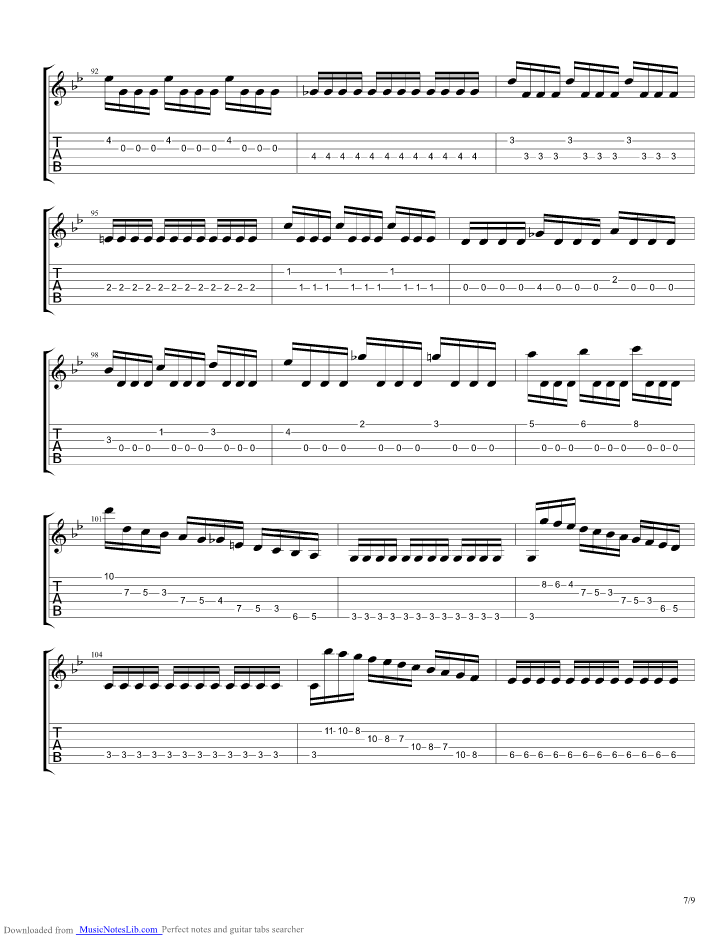 92
T 4 0 0 0 4 0 0 0 4 0 0 0
A 4 4 4 4 4 4 4 4 4 4 4 4
B 3 3 3 3 3 3 3 3 3 3 3 3
95
T 2 2 2 2 2 2 2 2 2 2 2 2
A 1 1 1 1 1 1 1 1 1 1 1 1
B 0 0 0 0 4 0 0 0 2 0 0 0
98
T 3 0 0 0 1 0 0 0 3 0 0 0
A 4 0 0 0 2 0 0 0 3 0 0 0
B 5 0 0 0 6 0 0 0 8 0 0 0
101
T 10 7 5 3 7 5 4 7 5 3 6 5
A 3 3 3 3 3 3 3 3 3 3 3 3
B 3 8 6 4 7 5 3 7 5 3 6 5
104
T 3 3 3 3 3 3 3 3 3 3 3 3
A 3 11 10 8 10 8 7 10 8 7 10 8
B 6 6 6 6 6 6 6 6 6 6 6 6
7/9
Downloaded from MusicNotesLib.com Perfect notes and guitar tabs searcher